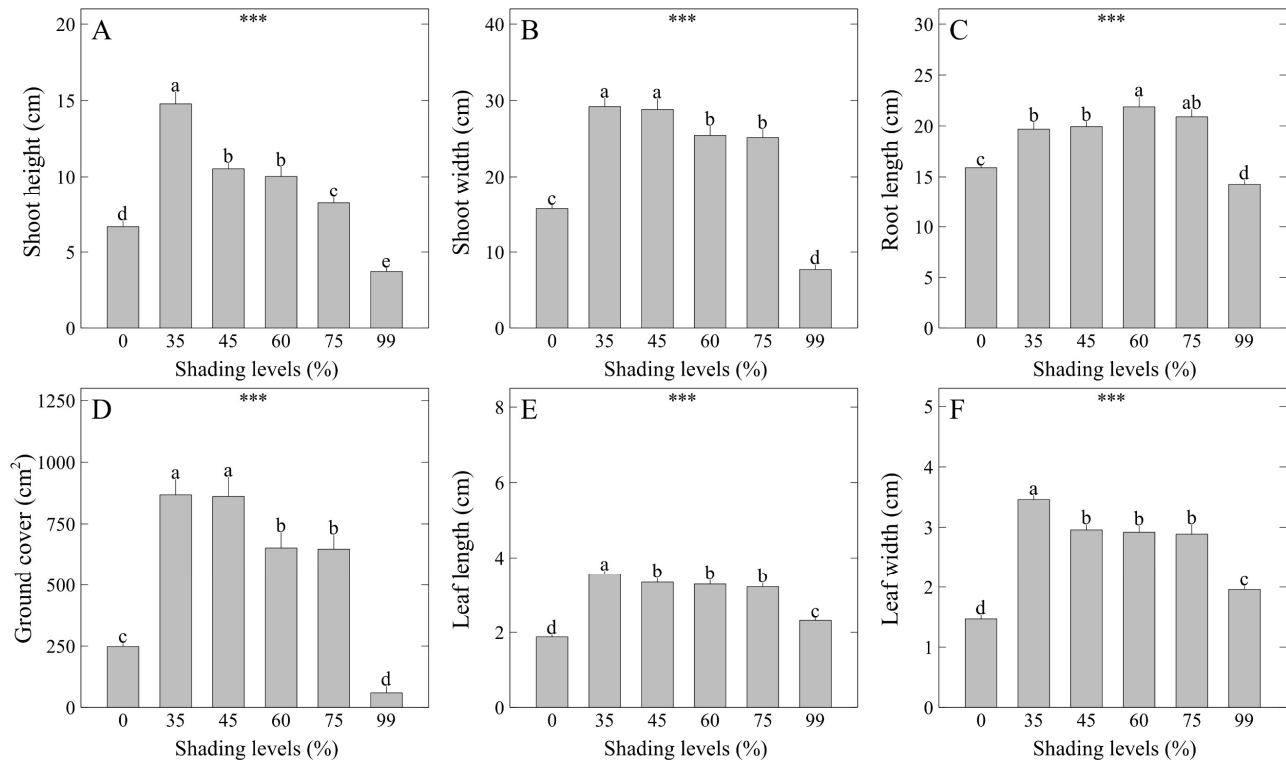 A
***
Shoot height (cm)
20
15
10
5
0
d
a
b
b
c
e
0 35 45 60 75 99
Shading levels (%)
B
***
Shoot width (cm)
40
30
20
10
0
c
a
a
b
b
d
0 35 45 60 75 99
Shading levels (%)
C
***
Root length (cm)
30
25
20
15
10
5
0
c
b
b
a
ab
d
0 35 45 60 75 99
Shading levels (%)
D
***
Ground cover (cm²)
1250
1000
750
500
250
0
c
a
a
b
b
d
0 35 45 60 75 99
Shading levels (%)
E
***
Leaf length (cm)
8
6
4
2
0
d
a
b
b
b
c
0 35 45 60 75 99
Shading levels (%)
F
***
Leaf width (cm)
5
4
3
2
1
0
d
a
b
b
b
c
0 35 45 60 75 99
Shading levels (%)